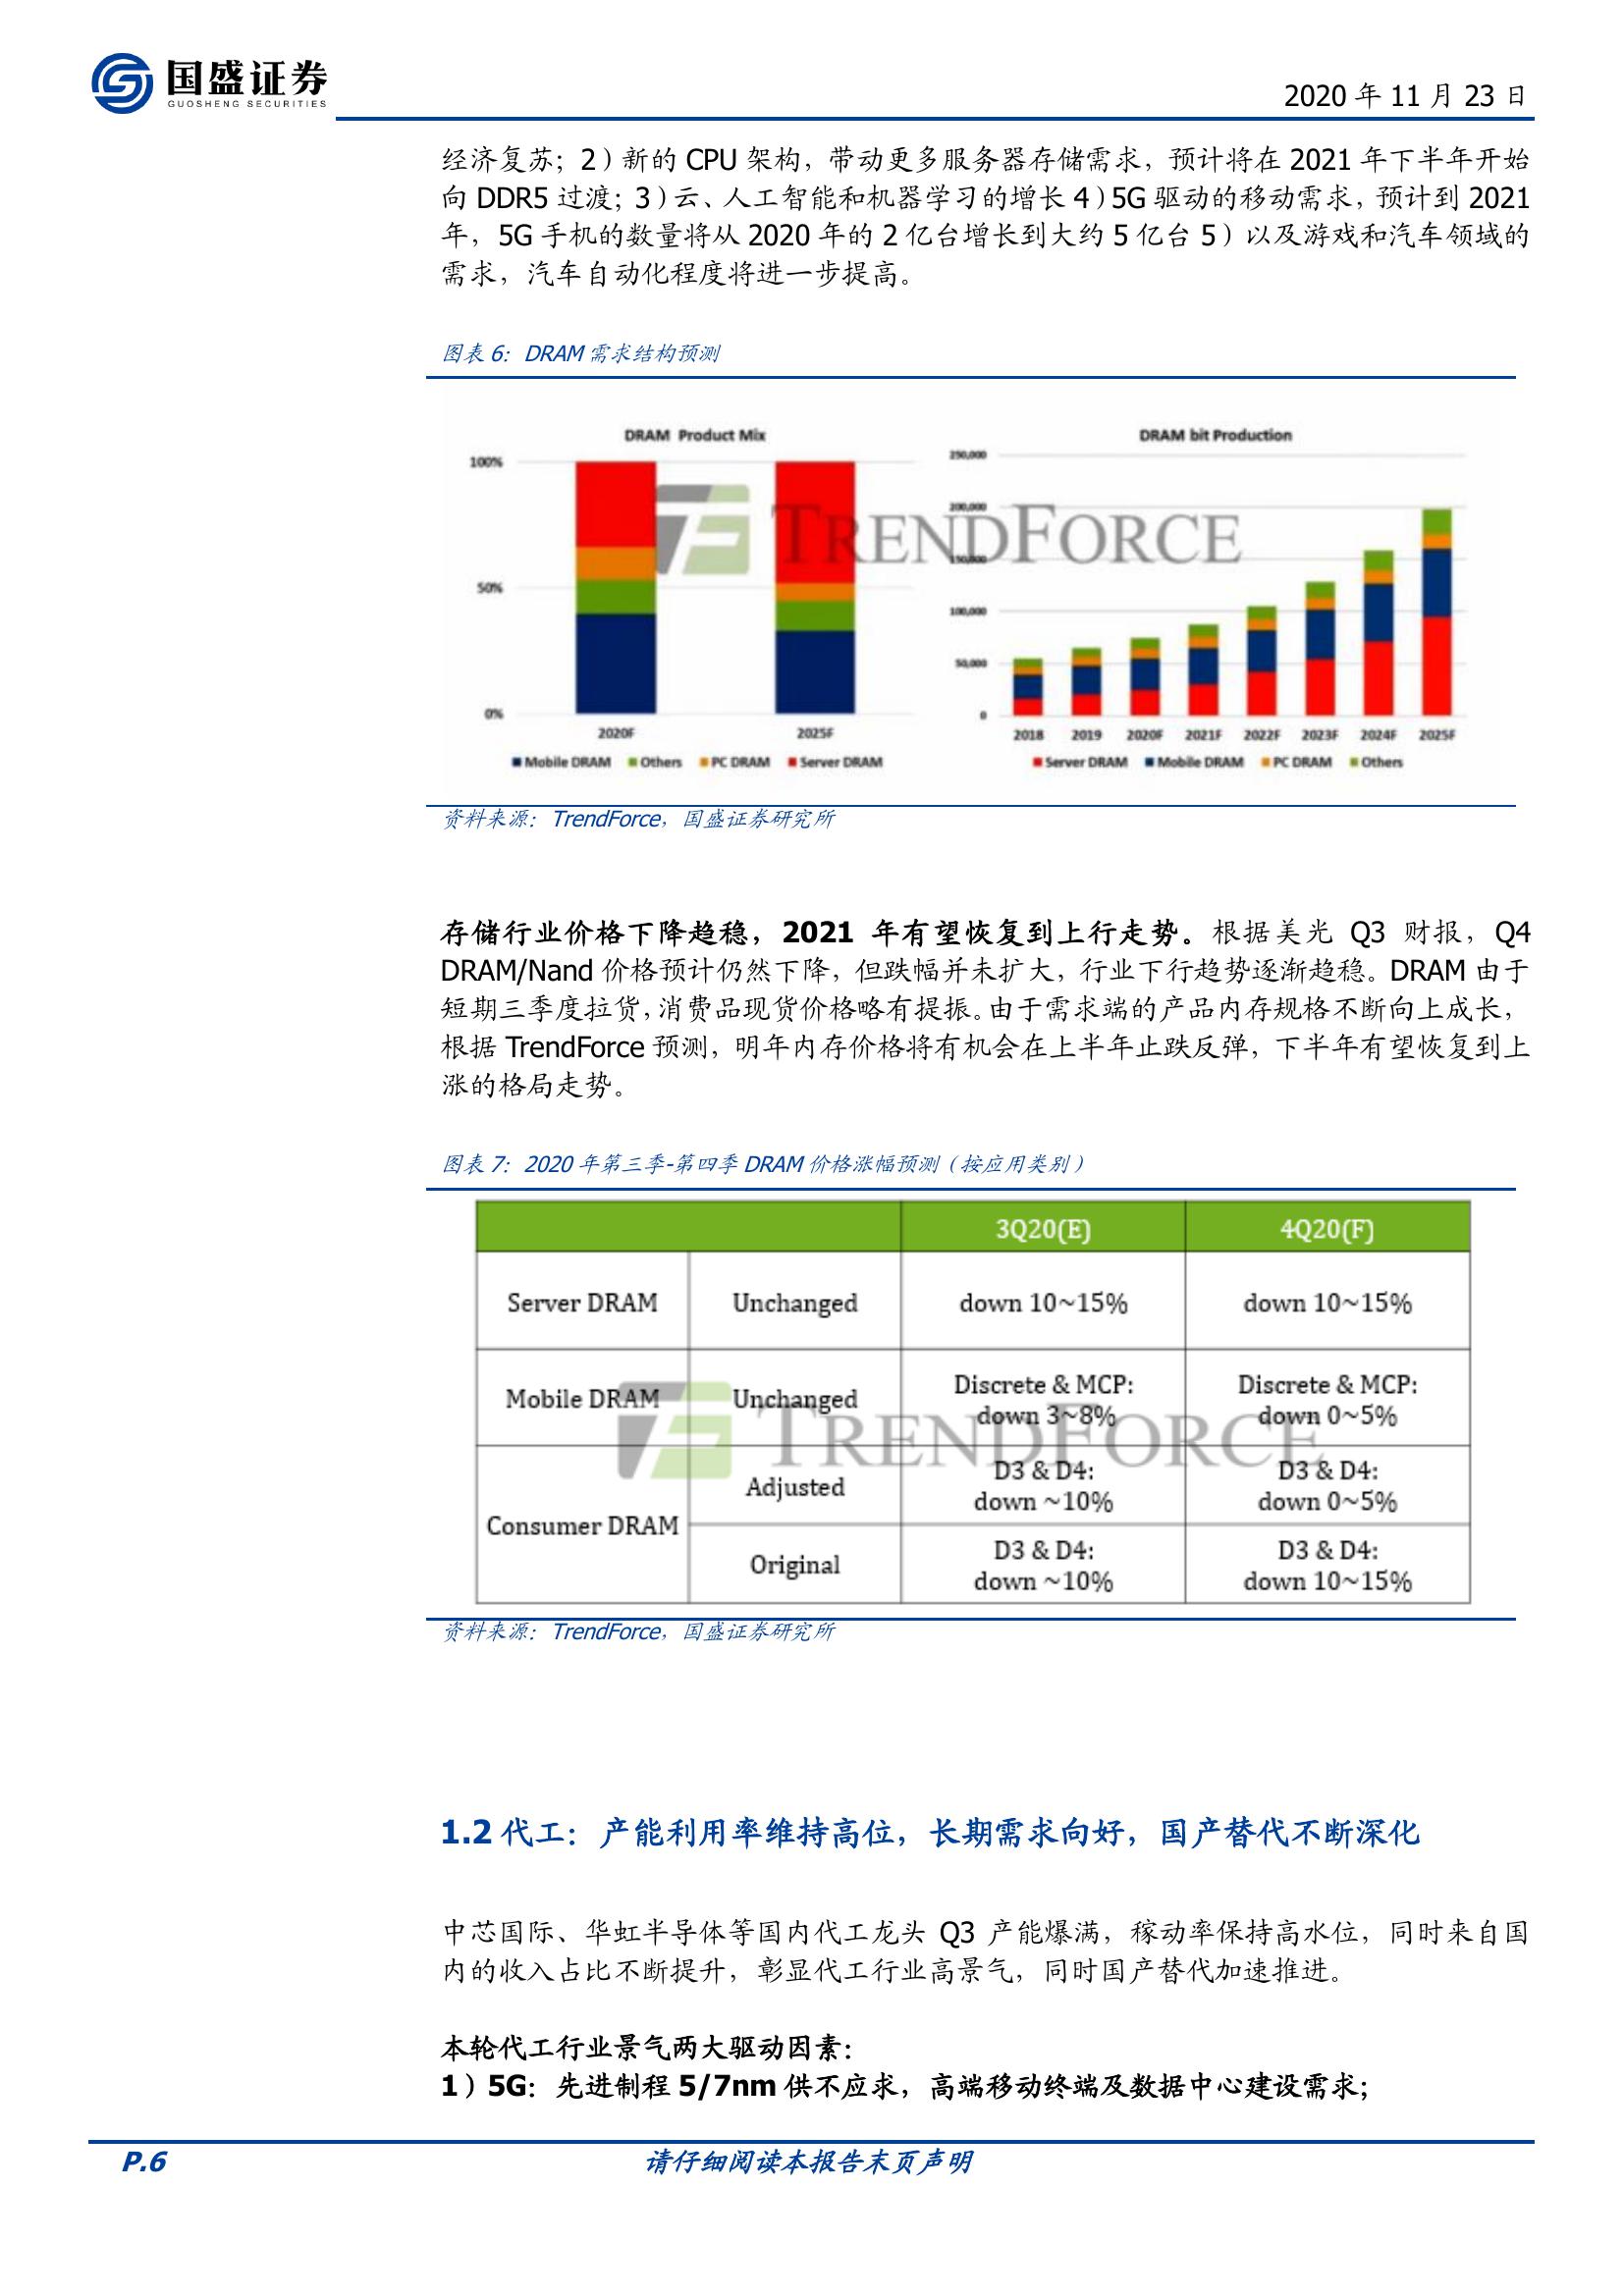 国盛证券
GUOSHENG SECURITIES
2020 年 11 月 23 日
经济复苏；2）新的 CPU 架构，带动更多服务器存储需求，预计将在 2021 年下半年开始
向 DDR5 过渡；3）云、人工智能和机器学习的增长 4）5G 驱动的移动需求，预计到 2021
年，5G 手机的数量将从 2020 年的 2 亿台增长到大约 5 亿台 5）以及游戏和汽车领域的
需求，汽车自动化程度将进一步提高。
图表 6：DRAM 需求结构预测
DRAM Product Mix
100%
50%
0%
2020F 2025F
Mobile DRAM Others PC DRAM Server DRAM
DRAM bit Production
250,000
200,000
150,000
100,000
50,000
0
2018 2019 2020F 2021F 2022F 2023F 2024F 2025F
Server DRAM Mobile DRAM PC DRAM Others
TRENDFORCE
资料来源：TrendForce，国盛证券研究所
存储行业价格下降趋稳，2021 年有望恢复到上行走势。根据美光 Q3 财报，Q4
DRAM/Nand 价格预计仍然下降，但跌幅并未扩大，行业下行趋势逐渐趋稳。DRAM 由于
短期三季度拉货，消费品现货价格略有提振。由于需求端的产品内存规格不断向上成长，
根据 TrendForce 预测，明年内存价格将有机会在上半年止跌反弹，下半年有望恢复到上
涨的格局走势。
图表 7：2020 年第三季-第四季 DRAM 价格涨幅预测（按应用类别）
3Q20(E) 4Q20(F)
Server DRAM Unchanged down 10~15% down 10~15%
Mobile DRAM Unchanged Discrete & MCP: down 3~8% Discrete & MCP: down 0~5%
Consumer DRAM Adjusted D3 & D4: down ~10% D3 & D4: down 0~5%
Original D3 & D4: down ~10% D3 & D4: down 10~15%
TRENDFORCE
资料来源：TrendForce，国盛证券研究所
1.2 代工：产能利用率维持高位，长期需求向好，国产替代不断深化
中芯国际、华虹半导体等国内代工龙头 Q3 产能爆满，稼动率保持高水位，同时来自国
内的收入占比不断提升，彰显代工行业高景气，同时国产替代加速推进。
本轮代工行业景气两大驱动因素：
1）5G：先进制程 5/7nm 供不应求，高端移动终端及数据中心建设需求；
P.6
请仔细阅读本报告末页声明